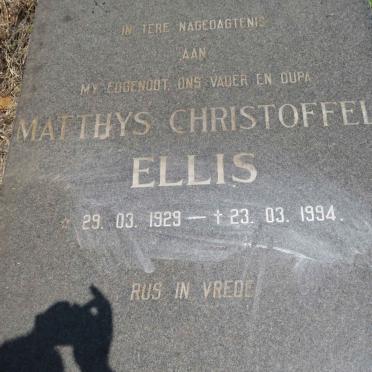 IN TERE NAGEDAGTENIS
AAN
MY EGGENOOT, ONS VADER EN OUPA
MATTHYS CHRISTOFFEL
ELLIS
☆ 29. 03. 1929 — † 23. 03. 1994.
RUS IN VREDE